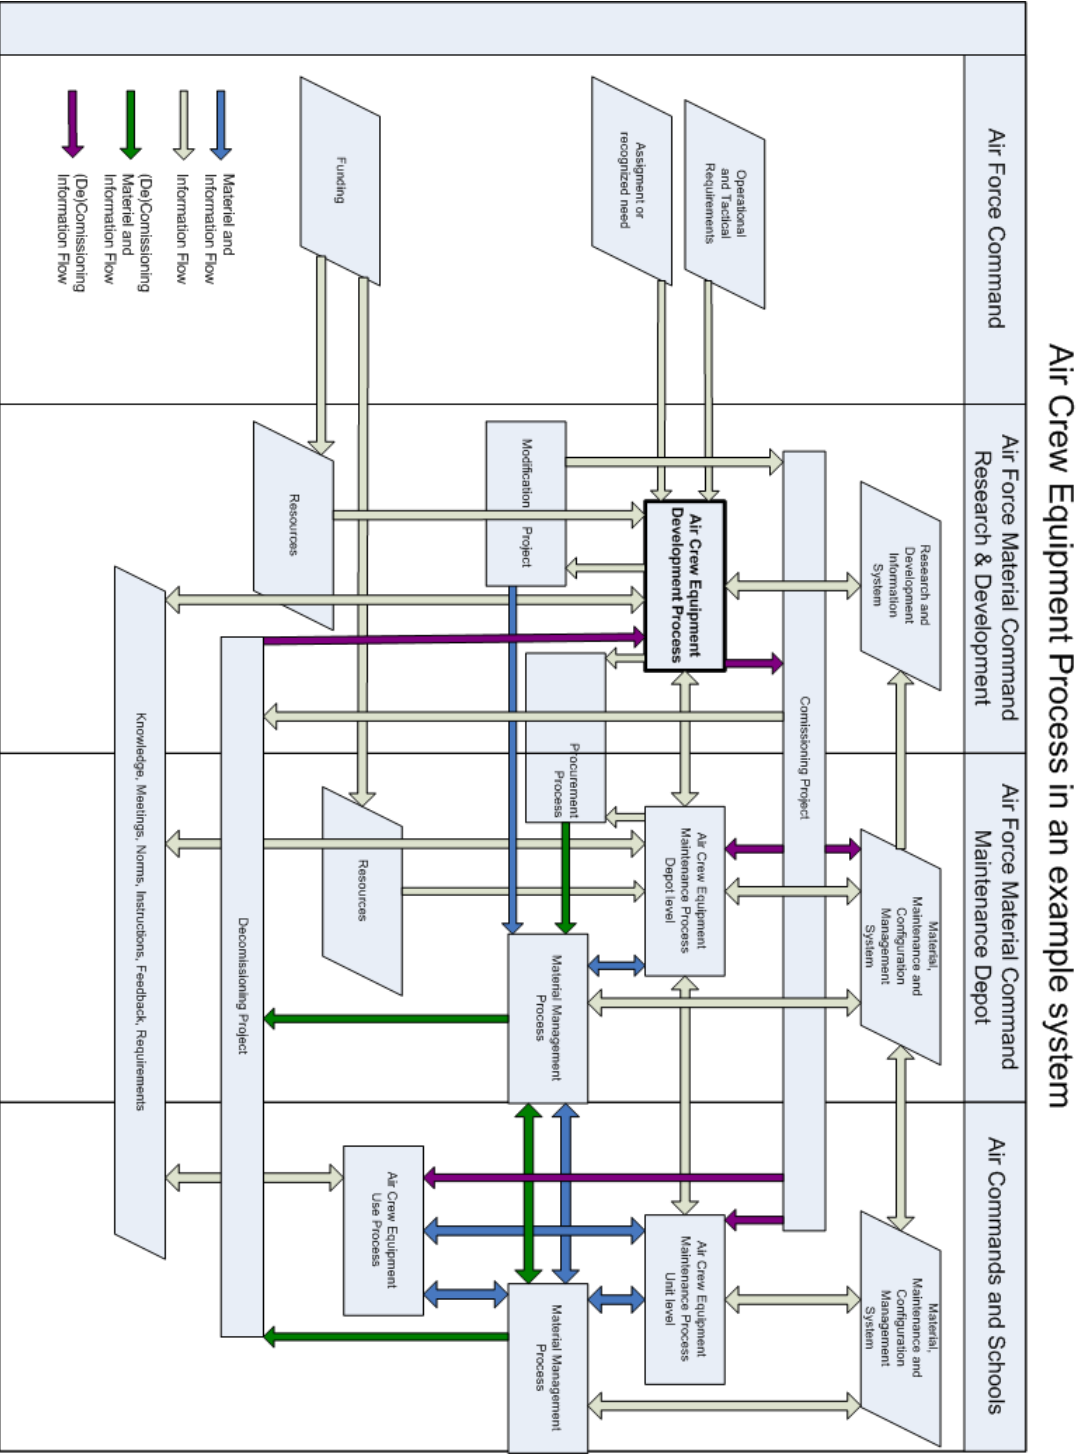 Air Crew Equipment Process in an example system
Air Force Command
Air Force Material Command
Research & Development
Air Force Material Command
Maintenance Depot
Air Commands and Schools
Operational
and Tactical
Requirements
Assigment or
recognized need
Funding
Materiel and
Information Flow
Information Flow
(De)Comissioning
Materiel and
Information Flow
(De)Comissioning
Information Flow
Research and
Development
Information
System
Comissioning Project
Air Crew Equipment
Development Process
Modification Project
Procurement
Process
Resources
Material,
Maintenance and
Configuration
Management
System
Air Crew Equipment
Maintenance Process
Depot level
Material Management
Process
Resources
Decomissioning Project
Knowledge, Meetings, Norms, Instructions, Feedback, Requirements
Material,
Maintenance and
Configuration
Management
System
Air Crew Equipment
Maintenance Process
Unit level
Material Management
Process
Air Crew Equipment
Use Process